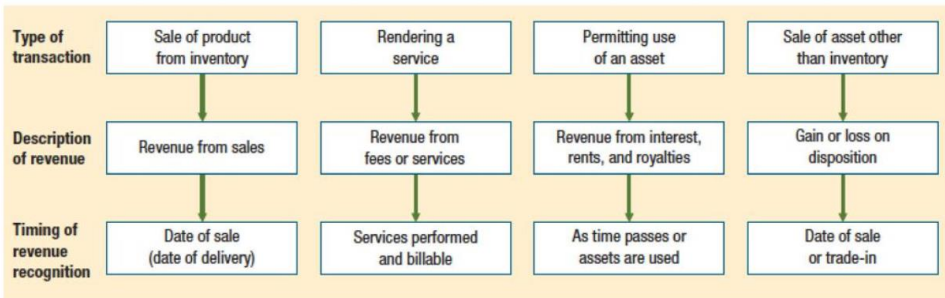 Type of
transaction
Sale of product
from inventory
Rendering a
service
Permitting use
of an asset
Sale of asset other
than inventory
Description
of revenue
Revenue from sales
Revenue from
fees or services
Revenue from interest,
rents, and royalties
Gain or loss on
disposition
Timing of
revenue
recognition
Date of sale
(date of delivery)
Services performed
and billable
As time passes or
assets are used
Date of sale
or trade-in